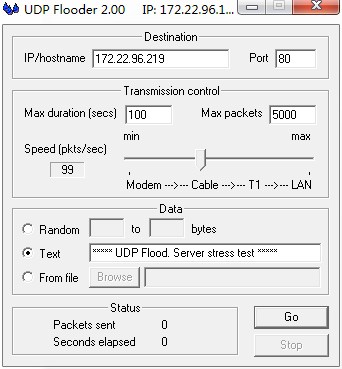 UDP Flooder 2.00 IP: 172.22.96.1...
Destination
IP/hostname 172.22.96.219 Port 80
Transmission control
Max duration (secs) 100 Max packets 5000
min max
Speed (pkts/sec)
99
Modem --->--- Cable --->--- T1 --->--- LAN
Data
Random to bytes
Text ***** UDP Flood. Server stress test *****
From file Browse
Status
Packets sent 0
Seconds elapsed 0
Go
Stop